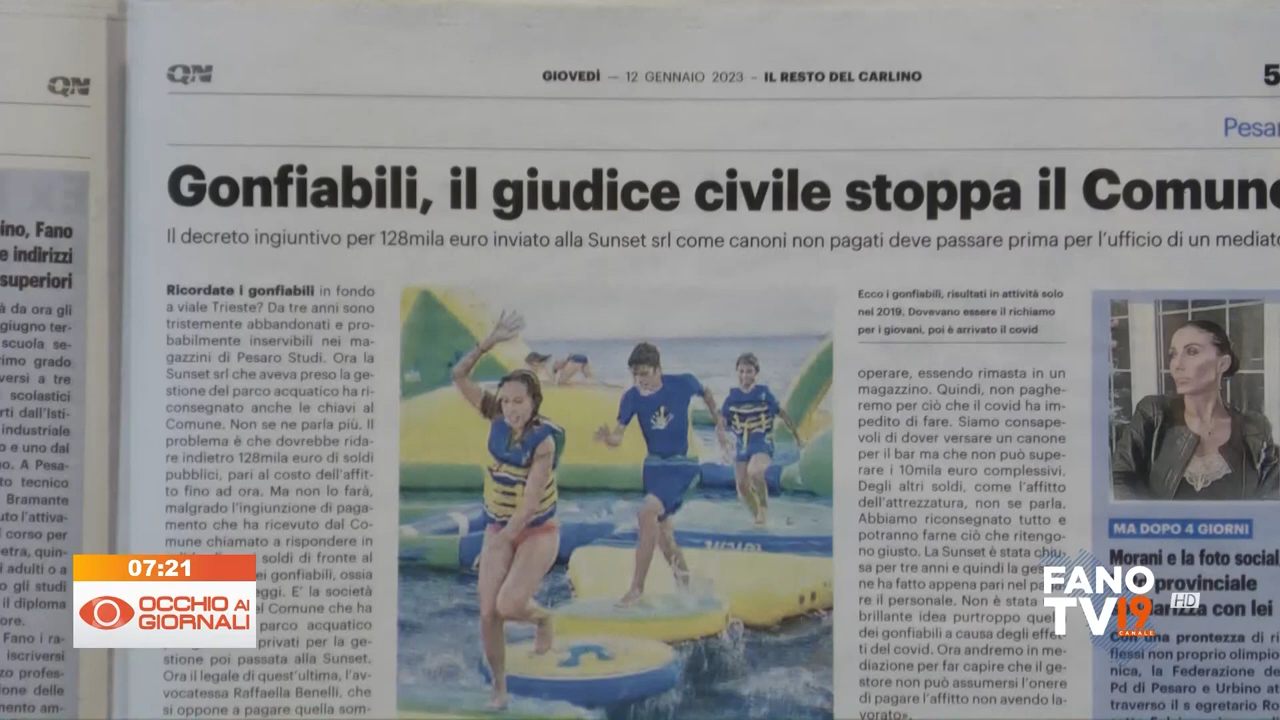 QN
QN
GIOVEDÌ — 12 GENNAIO 2023 – IL RESTO DEL CARLINO
5
Pesar
Gonfiabili, il giudice civile stoppa il Comune
Il decreto ingiuntivo per 128mila euro inviato alla Sunset srl come canoni non pagati deve passare prima per l'ufficio di un mediato
ino, Fano
e indirizzi
superiori
à da ora gli
giugno ter-
scuola se-
rimo grado
versi a tre
scolastici
rti dall'Isti-
industriale
o e uno dal
no. A Pesa-
to tecnico
Bramante
uto l'attiva-
l corso per
etra, quin-
i adulti o a
o gli studi
il diploma
ore.
Fano i ra-
iscriversi
zo profes-
ione delle
mento am-
Ricordate i gonfiabili in fondo
a viale Trieste? Da tre anni sono
tristemente abbandonati e pro-
babilmente inservibili nei ma-
gazzini di Pesaro Studi. Ora la
Sunset srl che aveva preso la ge-
stione del parco acquatico ha ri-
consegnato anche le chiavi al
Comune. Non se ne parla più. Il
problema è che dovrebbe rida-
re indietro 128mila euro di soldi
pubblici, pari al costo dell'affit-
to fino ad ora. Ma non lo farà,
malgrado l'ingiunzione di paga-
mento che ha ricevuto dal Co-
mune chiamato a rispondere in
soldi di fronte al
ei gonfiabili, ossia
eggi. E' la società
el Comune che ha
parco acquatico
privati per la ge-
stione poi passata alla Sunset.
Ora il legale di quest'ultima, l'av-
vocatessa Raffaella Benelli, che
si oppone a pagare quella som-
Ecco i gonfiabili, risultati in attività solo
nel 2019. Dovevano essere il richiamo
per i giovani, poi è arrivato il covid
operare, essendo rimasta in un
magazzino. Quindi, non paghe-
remo per ciò che il covid ha im-
pedito di fare. Siamo consape-
voli di dover versare un canone
per il bar ma che non può supe-
rare i 10mila euro complessivi.
Degli altri soldi, come l'affitto
dell'attrezzatura, non se parla.
Abbiamo riconsegnato tutto e
potranno farne ciò che ritengo-
no giusto. La Sunset è stata chiu-
sa per tre anni e quindi la ges
ne ha fatto appena pari nel pa
re il personale. Non è stata
brillante idea purtroppo quel
dei gonfiabili a causa degli effet-
ti del covid. Ora andremo in me-
diazione per far capire che il ge-
store non può assumersi l'onere
di pagare l'affitto non avendo la-
vorato».
MA DOPO 4 GIORNI
Morani e la foto social,
provinciale
con lei
Con una prontezza di ri
flessi non proprio olimpio
nica, la Federazione de
Pd di Pesaro e Urbino at
traverso il s egretario Ro
07:21
OCCHIO AI
GIORNALI
FANO
TV19 HD
CANALE